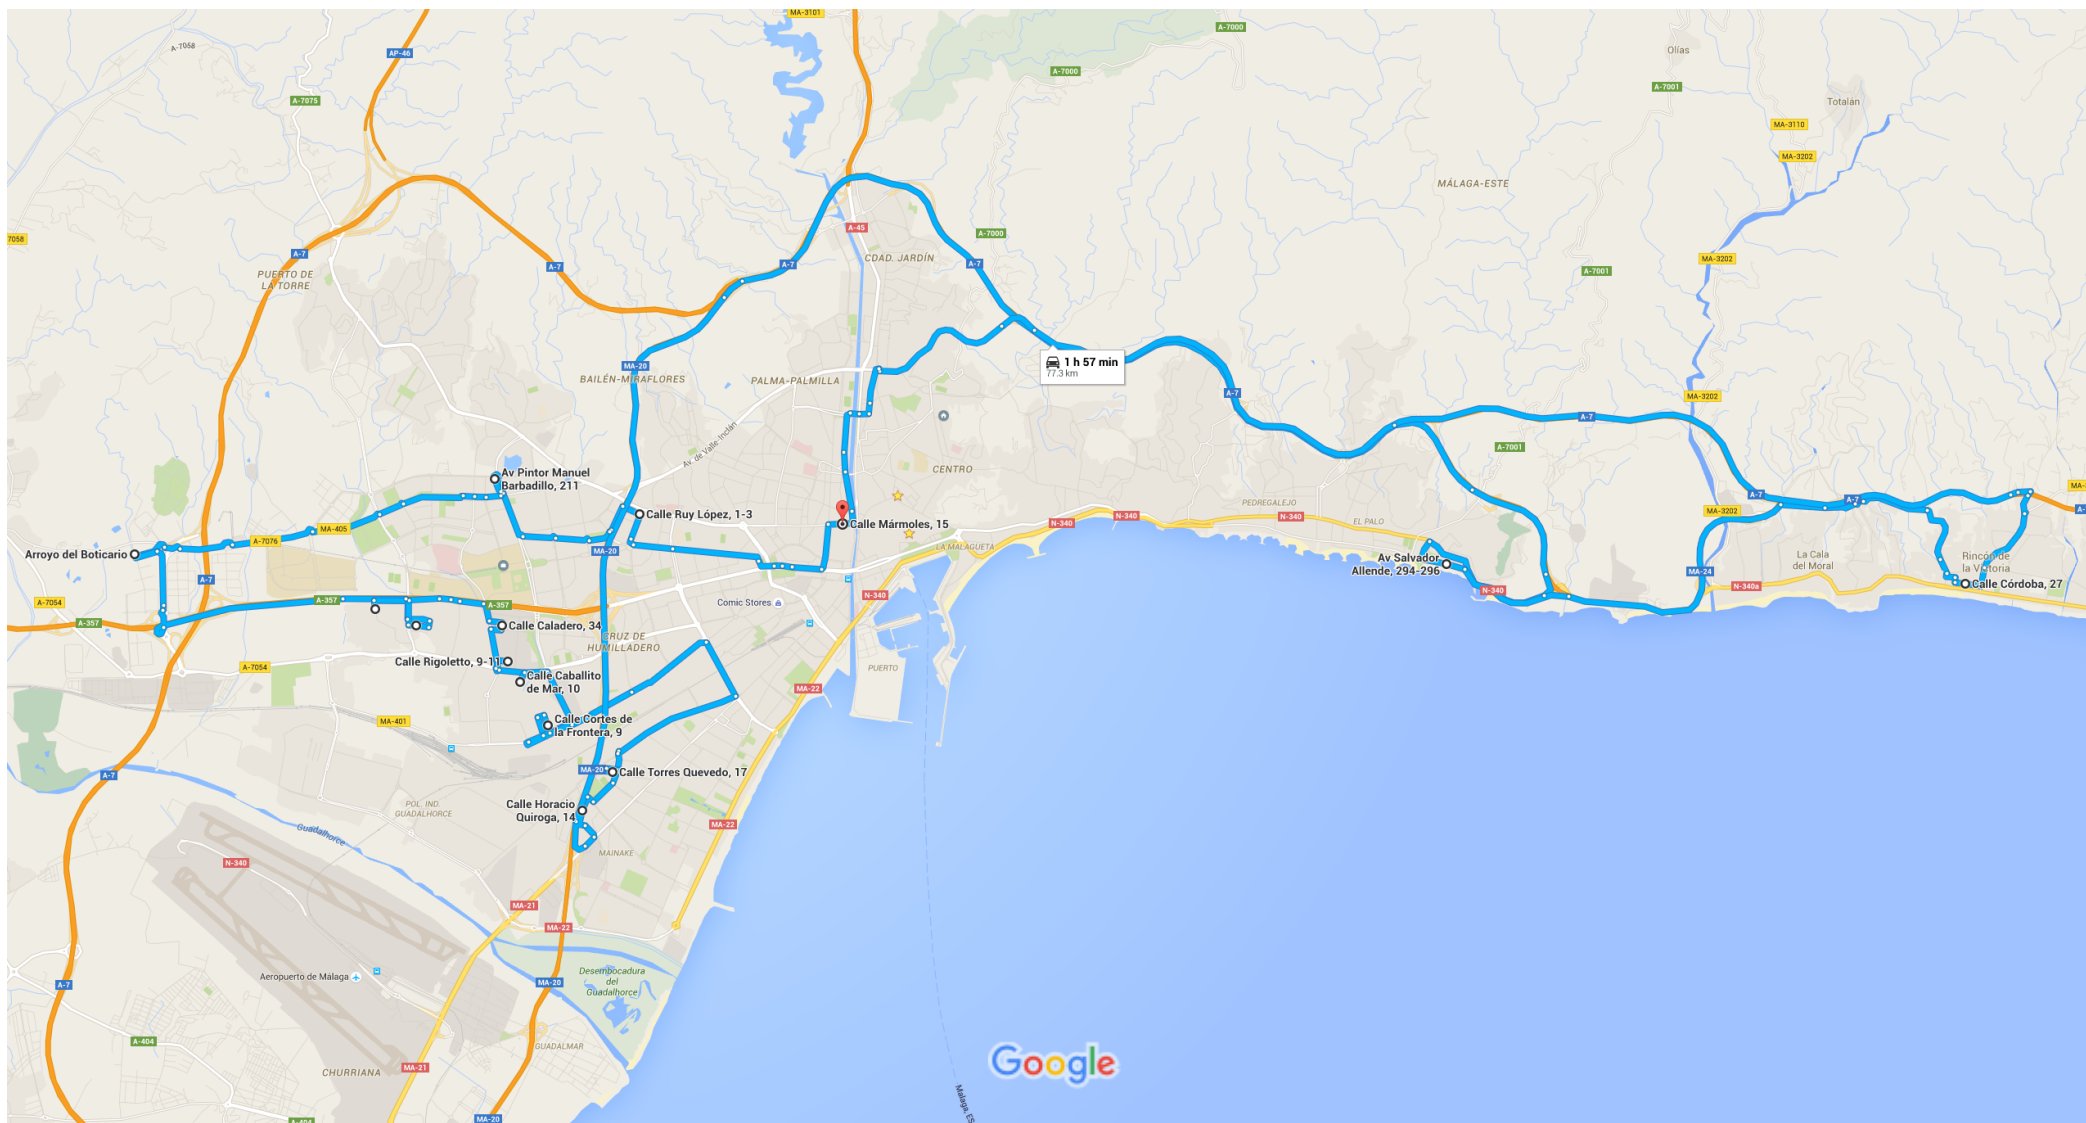 MA-3101
A-7000
A-7058
AP-46
Olías
A-7000
A-7001
A-7075
Totalán
MA-3110
MA-3202
MÁLAGA-ESTE
A-45
7058
A-7000
A-7
CDAD. JARDÍN
MA-3202
A-7
A-7
A-7
A-7001
PUERTO DE
LA TORRE
1 h 57 min
77.3 km
MA-20
BAILÉN-MIRAFLORES
PALMA-PALMILLA
A-7
MA-3202
A-7
Av. de Valle-Inclán
A-7001
CENTRO
Av Pintor Manuel
Barbadillo, 211
MA-
A-7
A-7
PEDREGALEJO
Calle Ruy López, 1-3
Calle Mármoles, 15
N-340
N-340
N-340
EL PALO
MA-3202
A-7
MA-405
A-7076
LA MALAGUETA
Arroyo del Boticario
MA-20
Av Salvador
Allende, 294-296
La Cala
del Moral
Rincón de
la Victoria
A-7
MA-24
N-340
N-340a
Calle Córdoba, 27
A-7054
A-357
A-357
Comic Stores
N-340
A-357
Calle Caladero, 34
CRUZ DE
HUMILLADERO
A-7054
Calle Rigoletto, 9-11
PUERTO
Calle Caballito
de Mar, 10
MA-22
MA-401
Calle Cortes de
la Frontera, 9
A-7
MA-20
Calle Torres Quevedo, 17
POL. IND.
GUADALHORCE
Calle Horacio
Quiroga, 14
MA-22
Guadalhorce
MAINAKE
N-340
MA-21
MA-22
Aeropuerto de Málaga
A-7
MA-20
Desembocadura
del
Guadalhorce
A-404
GUADALMAR
CHURRIANA
MA-21
Google
Malaga, ES
MA-20
A-404